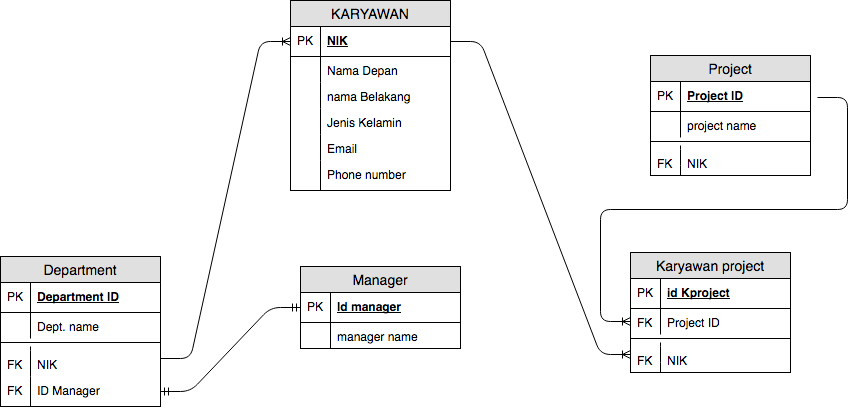 KARYAWAN
PK NIK
Nama Depan
nama Belakang
Jenis Kelamin
Email
Phone number
Project
PK Project ID
project name
FK NIK
Department
PK Department ID
Dept. name
FK NIK
FK ID Manager
Manager
PK Id manager
manager name
Karyawan project
PK id Kproject
FK Project ID
FK NIK